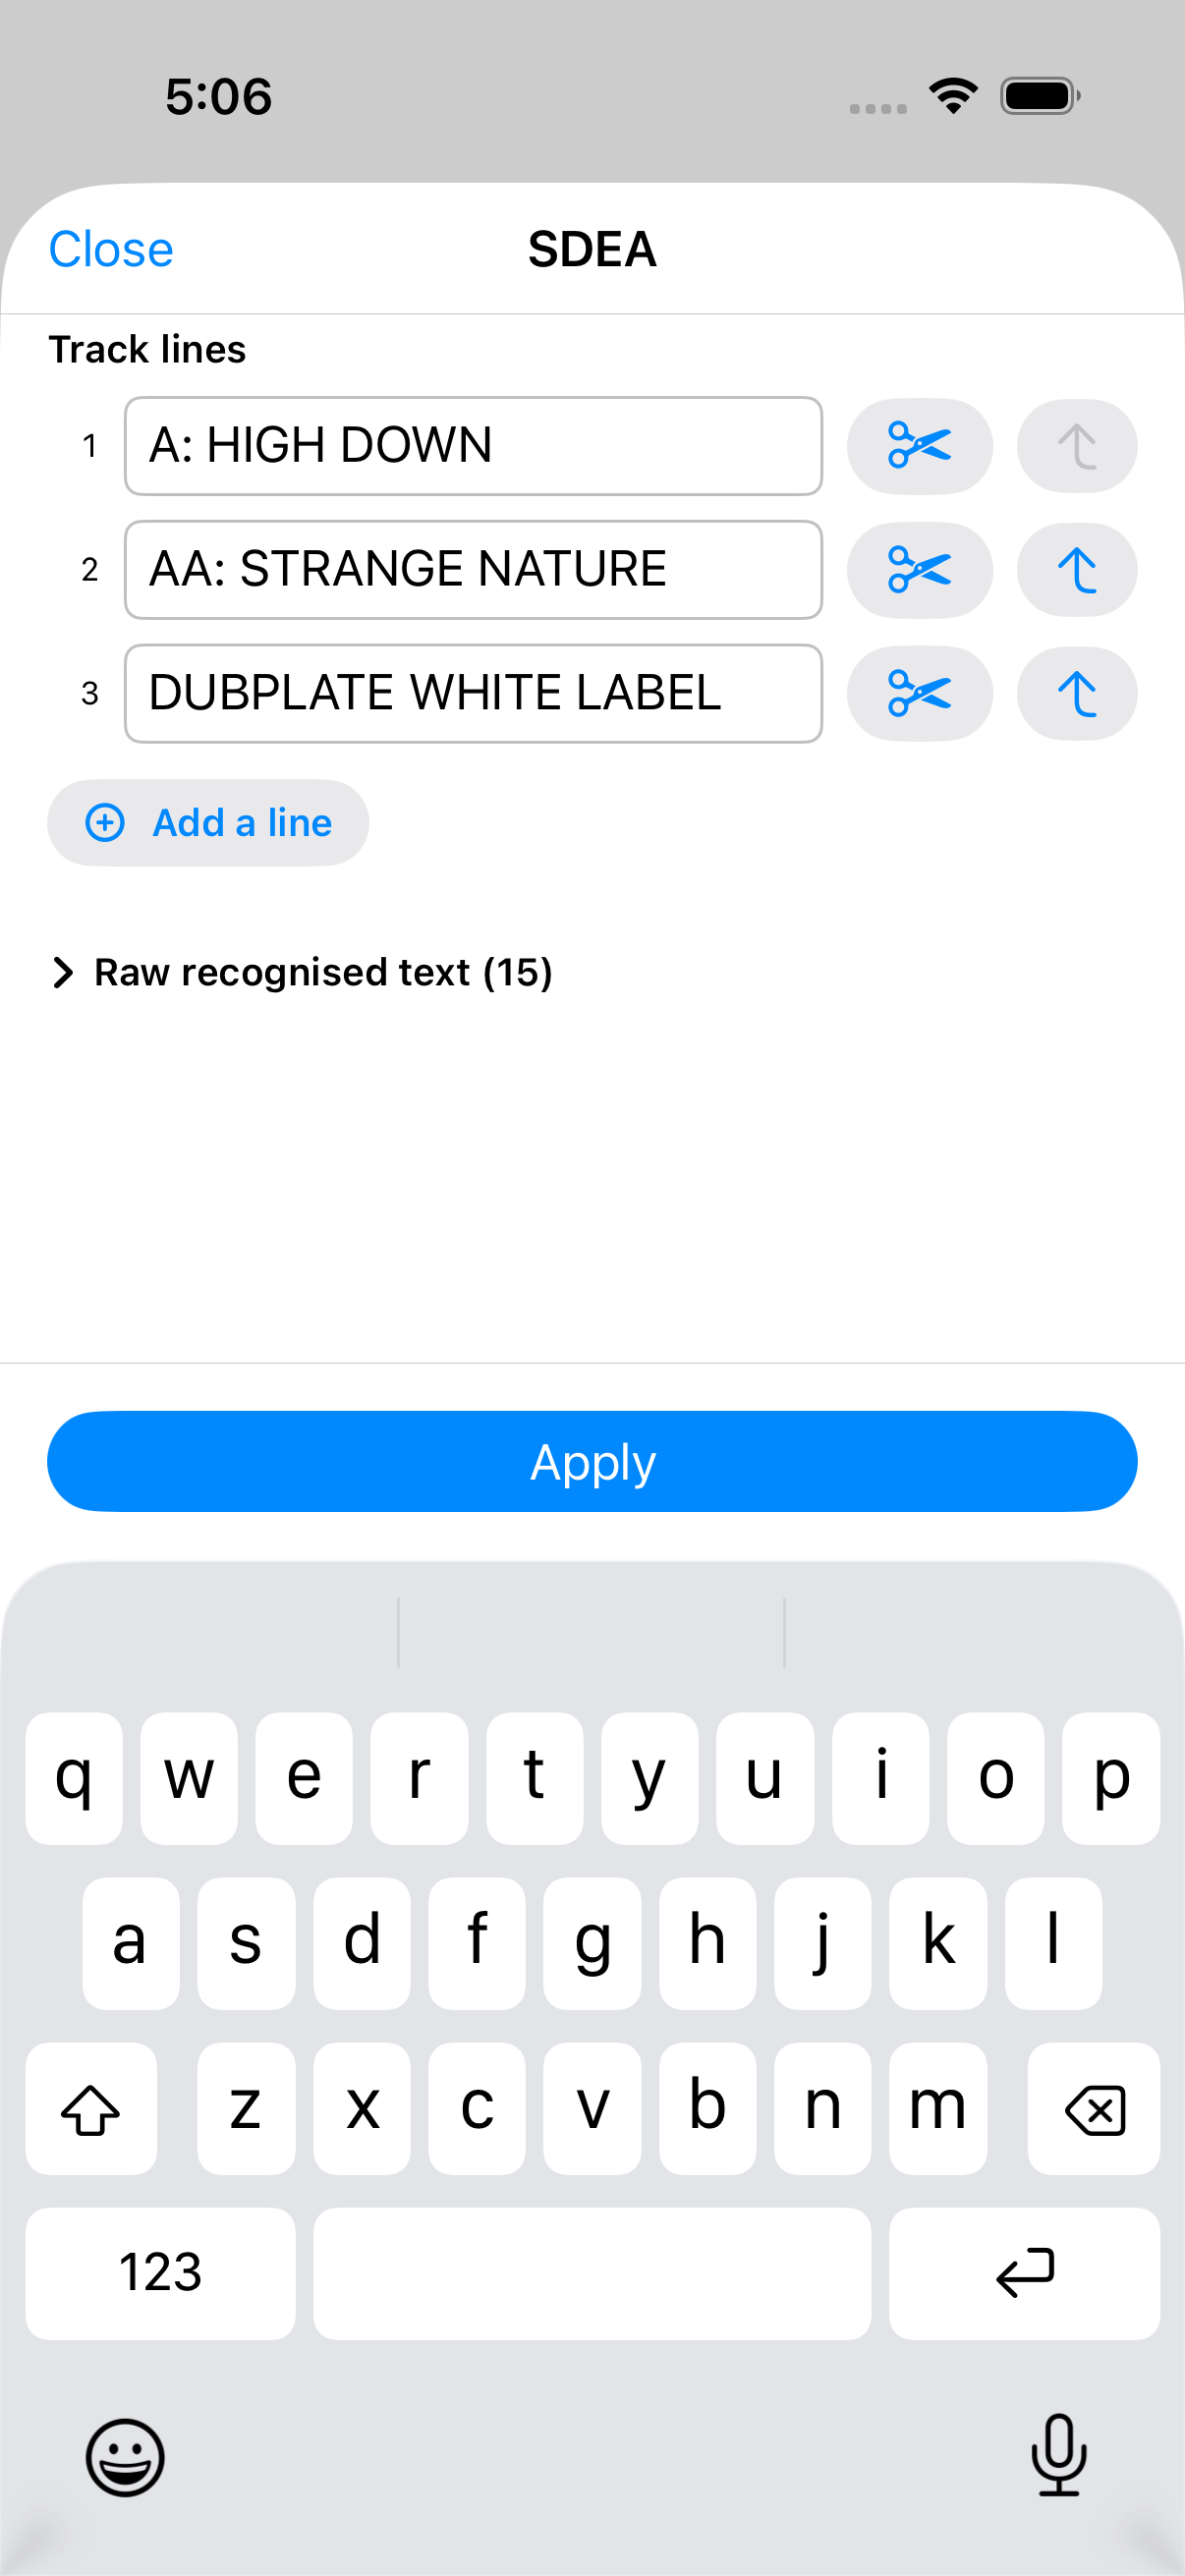 5:06
Close
SDEA
Track lines
1
A: HIGH DOWN
2
AA: STRANGE NATURE
3
DUBPLATE WHITE LABEL
Add a line
Raw recognised text (15)
Apply
q w e r t y u i o p
a s d f g h j k l
z x c v b n m
123